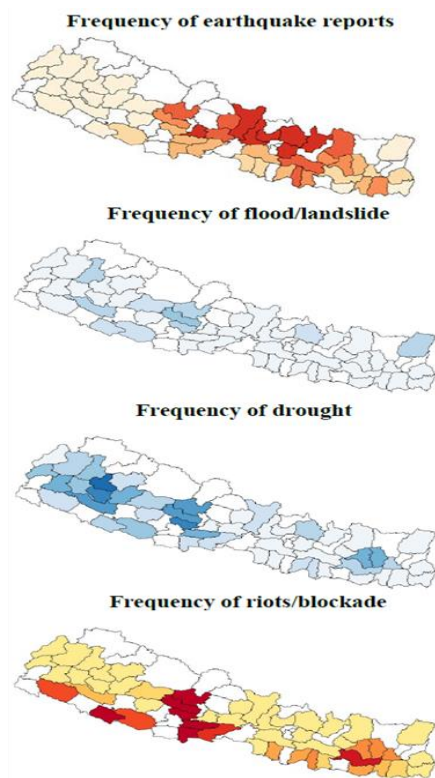 Frequency of earthquake reports
Frequency of flood/landslide
Frequency of drought
Frequency of riots/blockade